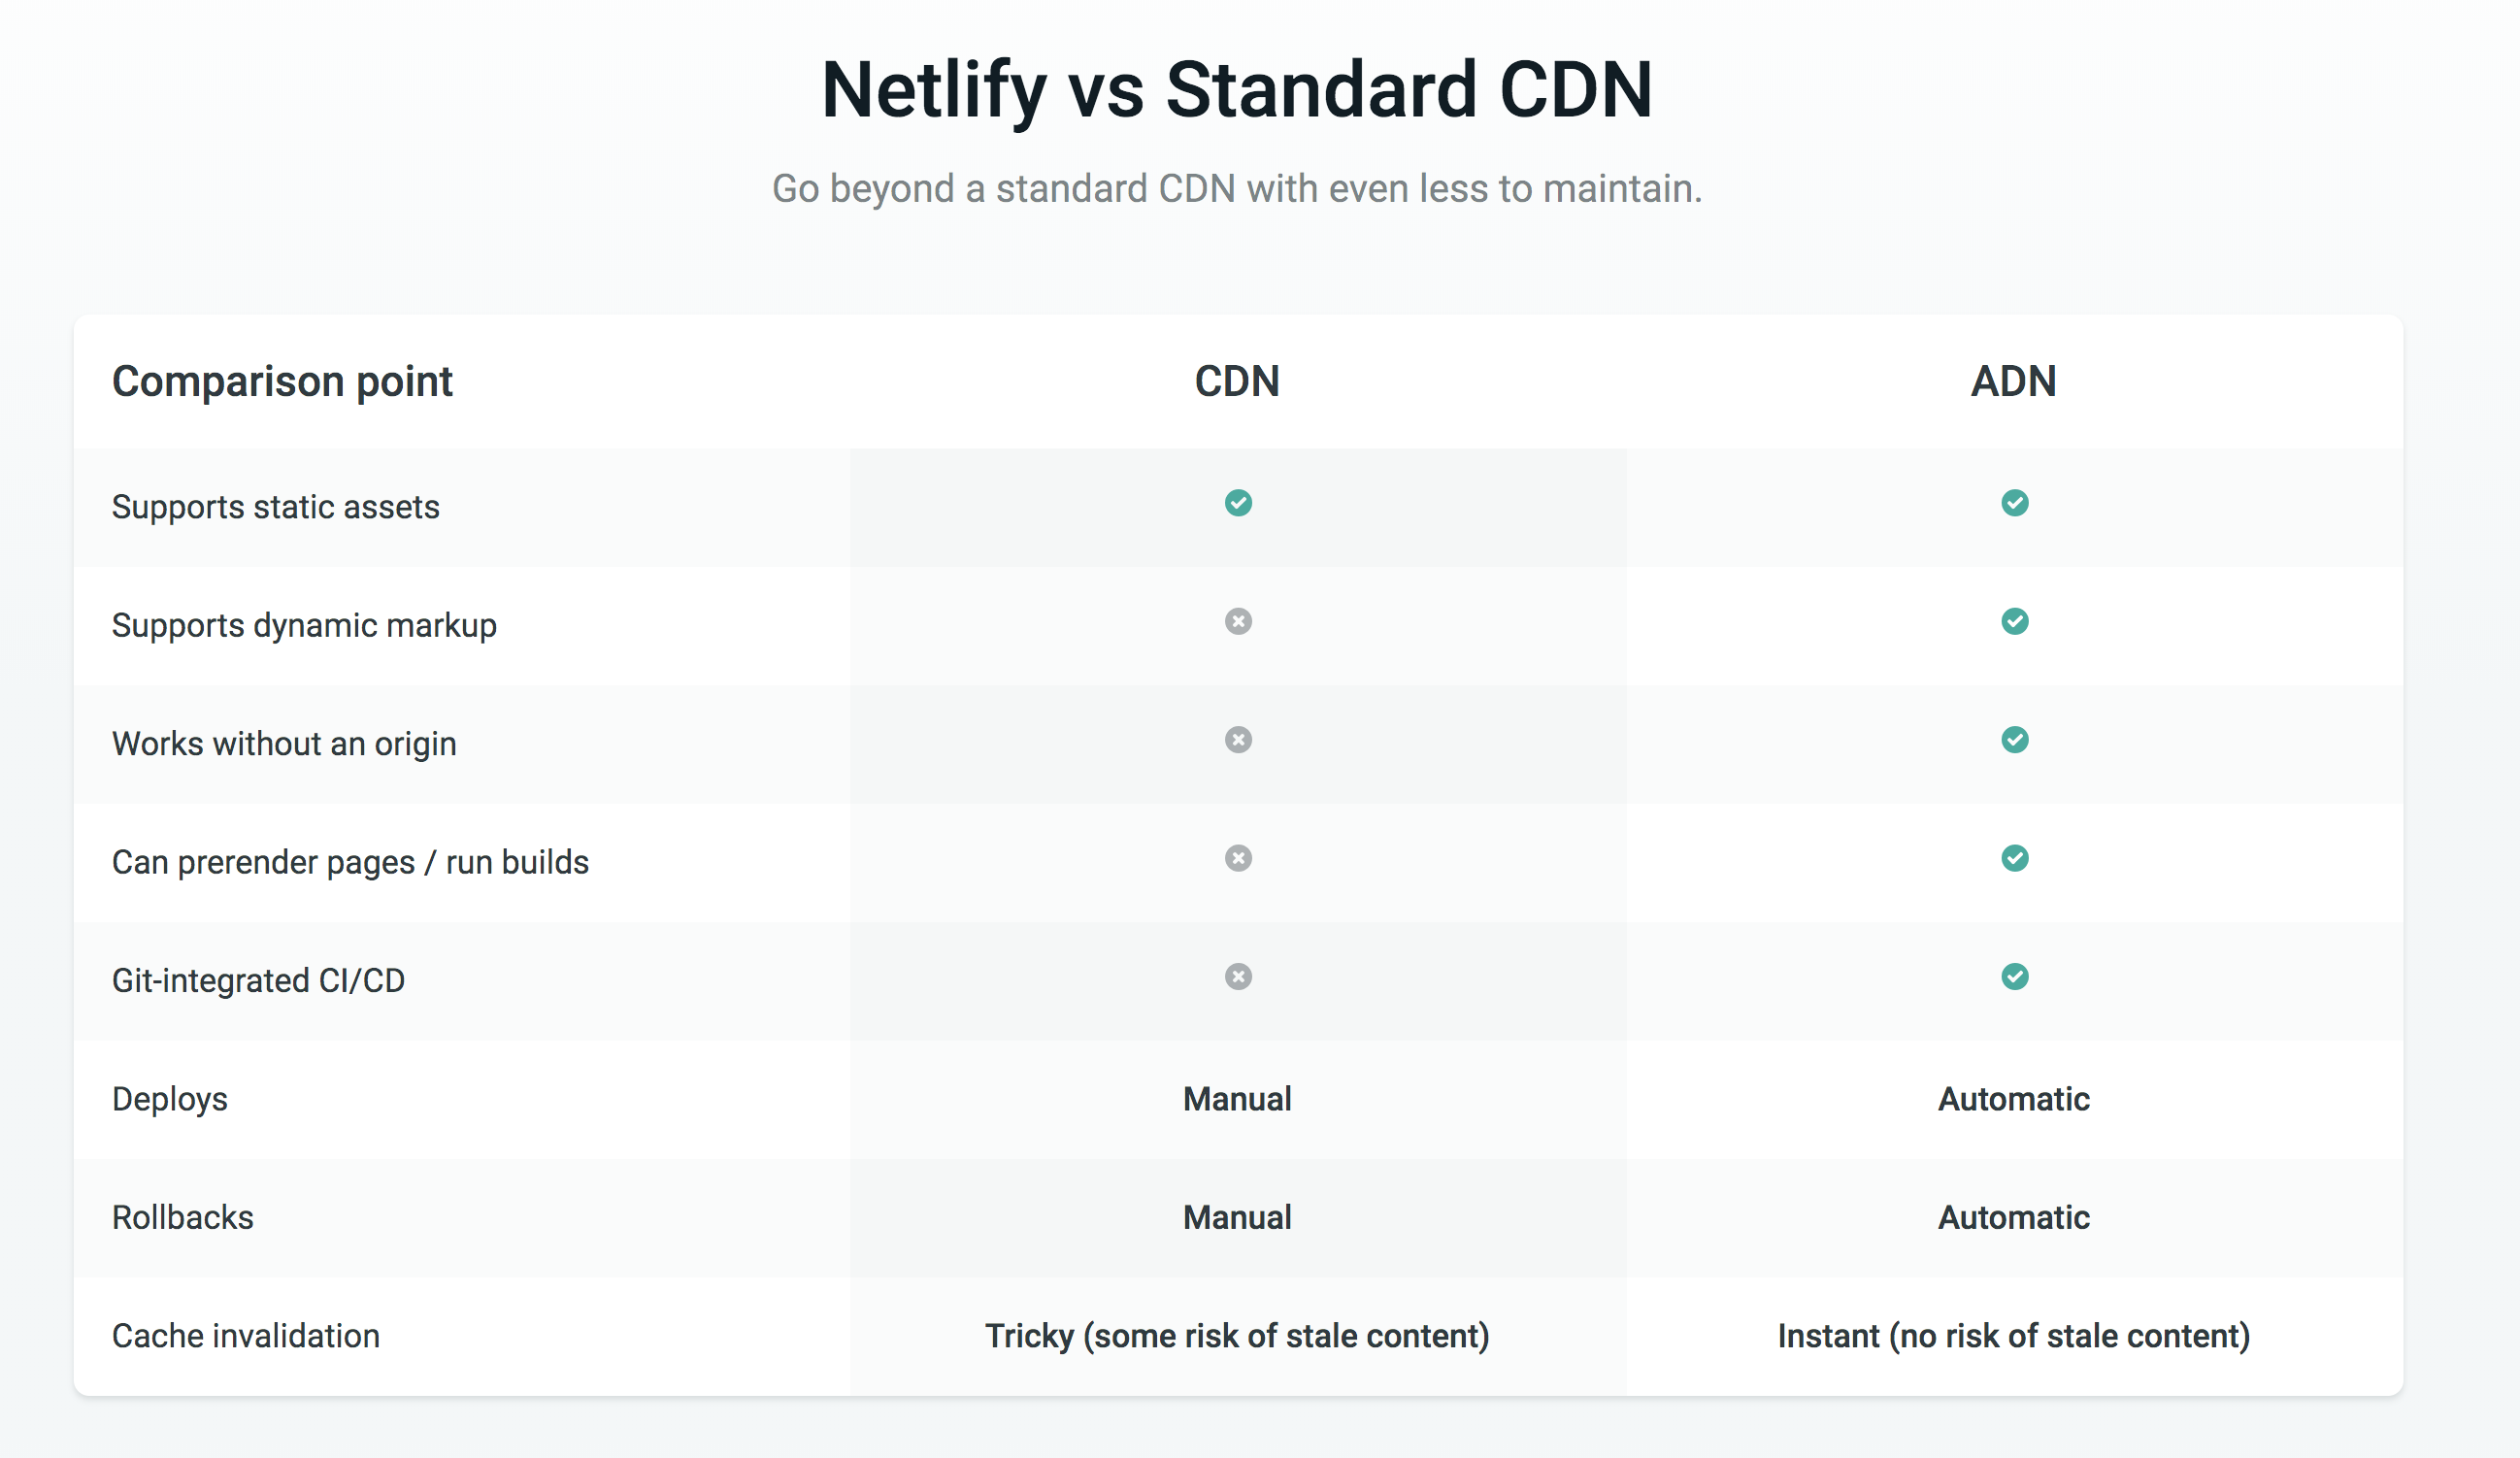 Netlify vs Standard CDN
Go beyond a standard CDN with even less to maintain.
Comparison point CDN ADN
Supports static assets
Supports dynamic markup
Works without an origin
Can prerender pages / run builds
Git-integrated CI/CD
Deploys Manual Automatic
Rollbacks Manual Automatic
Cache invalidation Tricky (some risk of stale content) Instant (no risk of stale content)